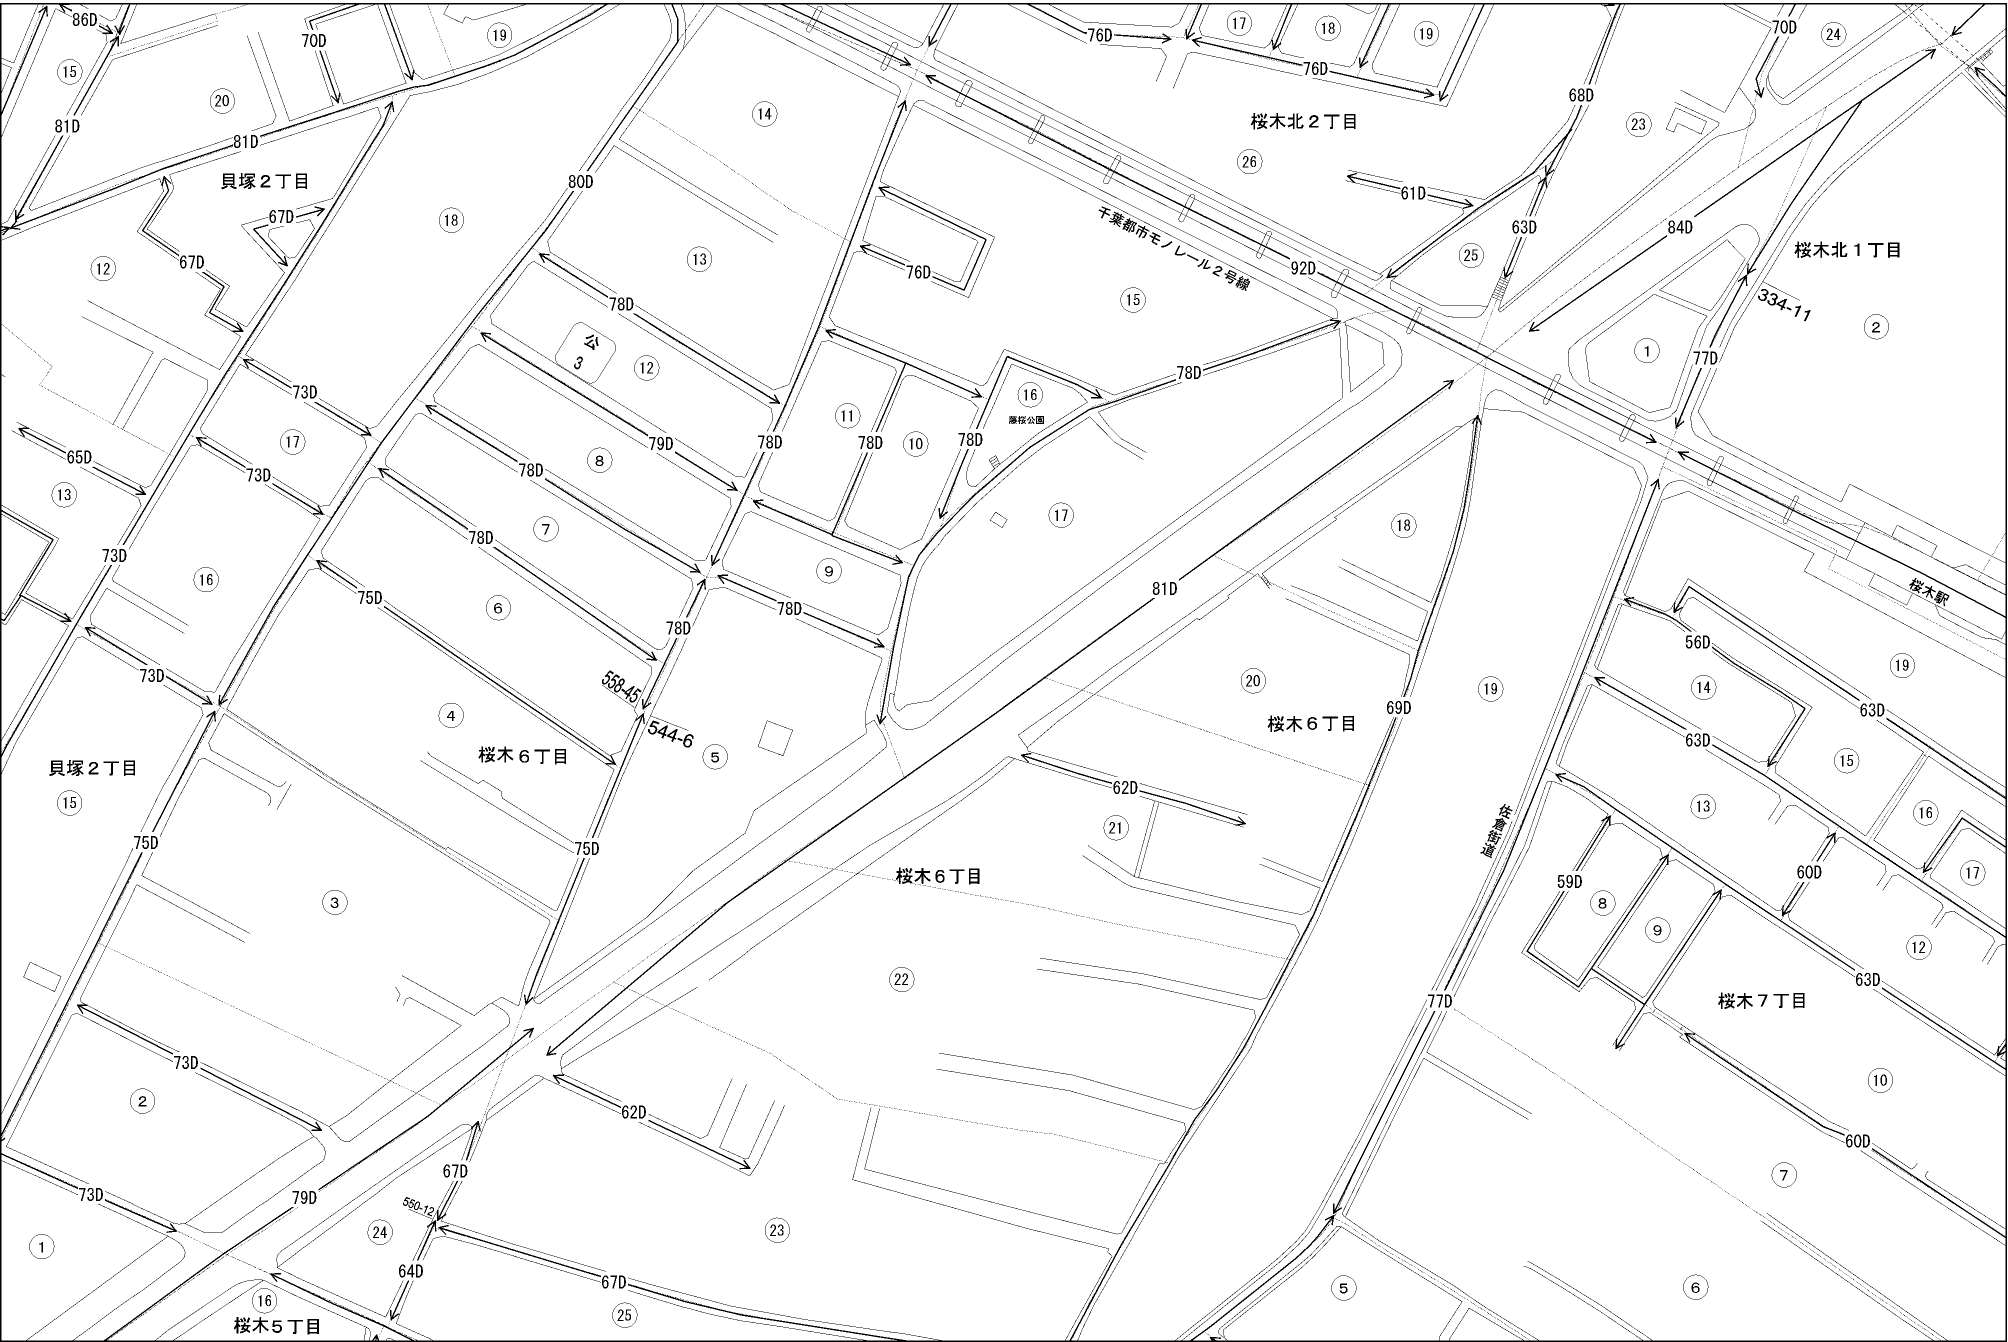 86D
70D
19
76D
17
18
19
70D
24
15
20
14
76D
68D
81D
81D
桜木北２丁目
23
貝塚２丁目
80D
26
61D
67D
18
千葉都市モノレール２号線
63D
84D
67D
12
13
76D
92D
25
桜木北１丁目
15
334-11
78D
公
3
12
1
2
77D
73D
78D
16
藤桜公園
11
10
17
65D
79D
78D
78D
78D
73D
78D
8
13
7
78D
17
18
73D
16
9
81D
75D
6
78D
78D
桜木駅
56D
73D
558-45
544-6
4
5
桜木６丁目
20
桜木６丁目
69D
19
14
19
63D
63D
貝塚２丁目
15
62D
15
13
16
21
佐倉街道
75D
75D
桜木６丁目
59D
60D
17
3
8
9
12
22
77D
63D
桜木７丁目
73D
2
62D
10
60D
67D
7
73D
79D
550-12
1
24
23
64D
67D
5
6
16
25
桜木５丁目